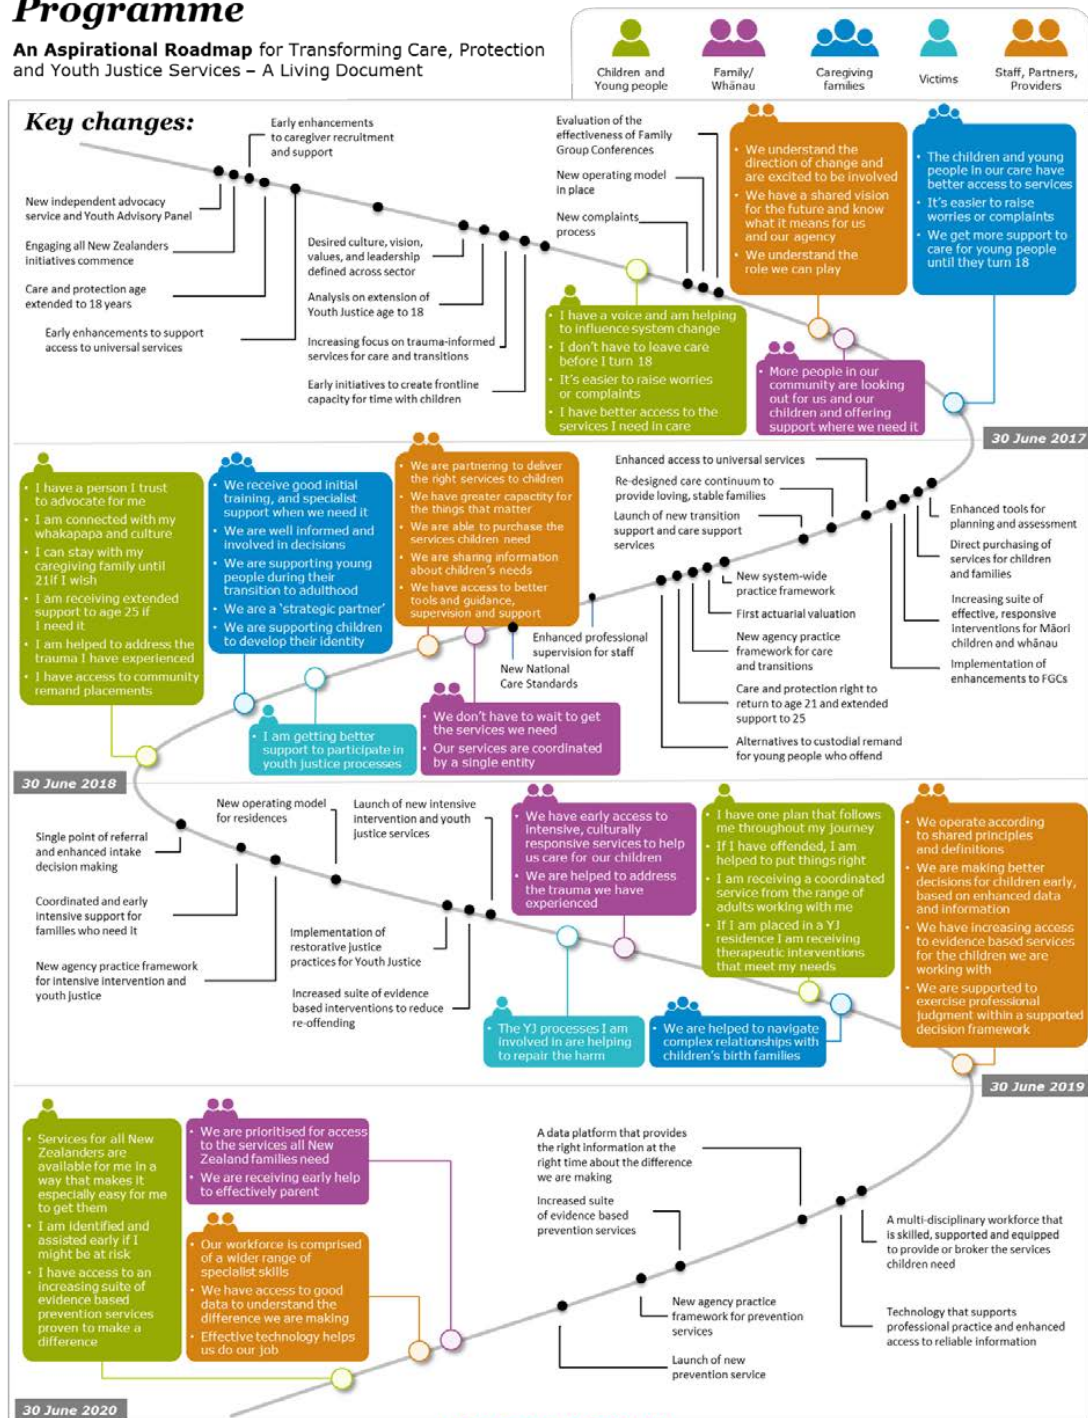 Programme
An Aspirational Roadmap for Transforming Care, Protection
and Youth Justice Services – A Living Document
Children and
Young people
Family/
Whānau
Caregiving
families
Victims
Staff, Partners,
Providers
Key changes:
Early enhancements
to caregiver recruitment
and support
New independent advocacy
service and Youth Advisory Panel
Engaging all New Zealanders
initiatives commence
Care and protection age
extended to 18 years
Early enhancements to support
access to universal services
Desired culture, vision,
values, and leadership
defined across sector
Analysis on extension of
Youth Justice age to 18
Increasing focus on trauma-informed
services for care and transitions
Early initiatives to create frontline
capacity for time with children
Evaluation of the
effectiveness of Family
Group Conferences
New operating model
in place
New complaints
process
• I have a voice and am helping
to influence system change
• I don't have to leave care
before I turn 18
• It's easier to raise worries
or complaints
• I have better access to the
services I need in care
• We understand the
direction of change and
are excited to be involved
• We have a shared vision
for the future and know
what it means for us
and our agency
• We understand the
role we can play
• More people in our
community are looking
out for us and our
children and offering
support where we need it
• The children and young
people in our care have
better access to services
• It's easier to raise
worries or complaints
• We get more support to
care for young people
until they turn 18
30 June 2017
• I have a person I trust
to advocate for me
• I am connected with my
whakapapa and culture
• I can stay with my
caregiving family until
21if I wish
• I am receiving extended
support to age 25 if
I need it
• I am helped to address the
trauma I have experienced
• I have access to community
remand placements
• We receive good initial
training, and specialist
support when we need it
• We are well informed and
involved in decisions
• We are supporting young
people during their
transition to adulthood
• We are a 'strategic partner'
• We are supporting children
to develop their identity
• We are partnering to deliver
the right services to children
• We have greater capacity for
the things that matter
• We are able to purchase the
services children need
• We are sharing information
about children's needs
• We have access to better
tools and guidance,
supervision and support
• I am getting better
support to participate in
youth justice processes
• We don't have to wait to get
the services we need
• Our services are coordinated
by a single entity
New National
Care Standards
Enhanced professional
supervision for staff
Enhanced access to universal services
Re-designed care continuum to
provide loving, stable families
Launch of new transition
support and care support
services
New system-wide
practice framework
First actuarial valuation
New agency practice
framework for care
and transitions
Care and protection right to
return to age 21 and extended
support to 25
Alternatives to custodial remand
for young people who offend
Enhanced tools for
planning and assessment
Direct purchasing of
services for children
and families
Increasing suite of
effective, responsive
interventions for Māori
children and whānau
Implementation of
enhancements to FGCs
30 June 2018
Single point of referral
and enhanced intake
decision making
Coordinated and early
intensive support for
families who need it
New agency practice framework
for intensive intervention and
youth justice
New operating model
for residences
Launch of new intensive
intervention and youth
justice services
Implementation of
restorative justice
practices for Youth Justice
Increased suite of evidence
based interventions to reduce
re-offending
• We have early access to
intensive, culturally
responsive services to help
us care for our children
• We are helped to address
the trauma we have
experienced
• I have one plan that follows
me throughout my journey
• If I have offended, I am
helped to put things right
• I am receiving a coordinated
service from the range of
adults working with me
• If I am placed in a YJ
residence I am receiving
therapeutic interventions
that meet my needs
• We operate according
to shared principles
and definitions
• We are making better
decisions for children early,
based on enhanced data
and information
• We have increasing access
to evidence based services
for the children we are
working with
• We are supported to
exercise professional
judgment within a supported
decision framework
• The YJ processes I am
involved in are helping
to repair the harm
• We are helped to navigate
complex relationships with
children's birth families
30 June 2019
• Services for all New
Zealanders are
available for me in a
way that makes it
especially easy for me
to get them
• I am identified and
assisted early if I
might be at risk
• I have access to an
increasing suite of
evidence based
prevention services
proven to make a
difference
• We are prioritised for access
to the services all New
Zealand families need
• We are receiving early help
to effectively parent
• Our workforce is comprised
of a wider range of
specialist skills
• We have access to good
data to understand the
difference we are making
• Effective technology helps
us do our job
A data platform that provides
the right information at the
right time about the difference
we are making
Increased suite
of evidence based
prevention services
A multi-disciplinary workforce that
is skilled, supported and equipped
to provide or broker the services
children need
New agency practice
framework for prevention
services
Technology that supports
professional practice and enhanced
access to reliable information
Launch of new
prevention service
30 June 2020